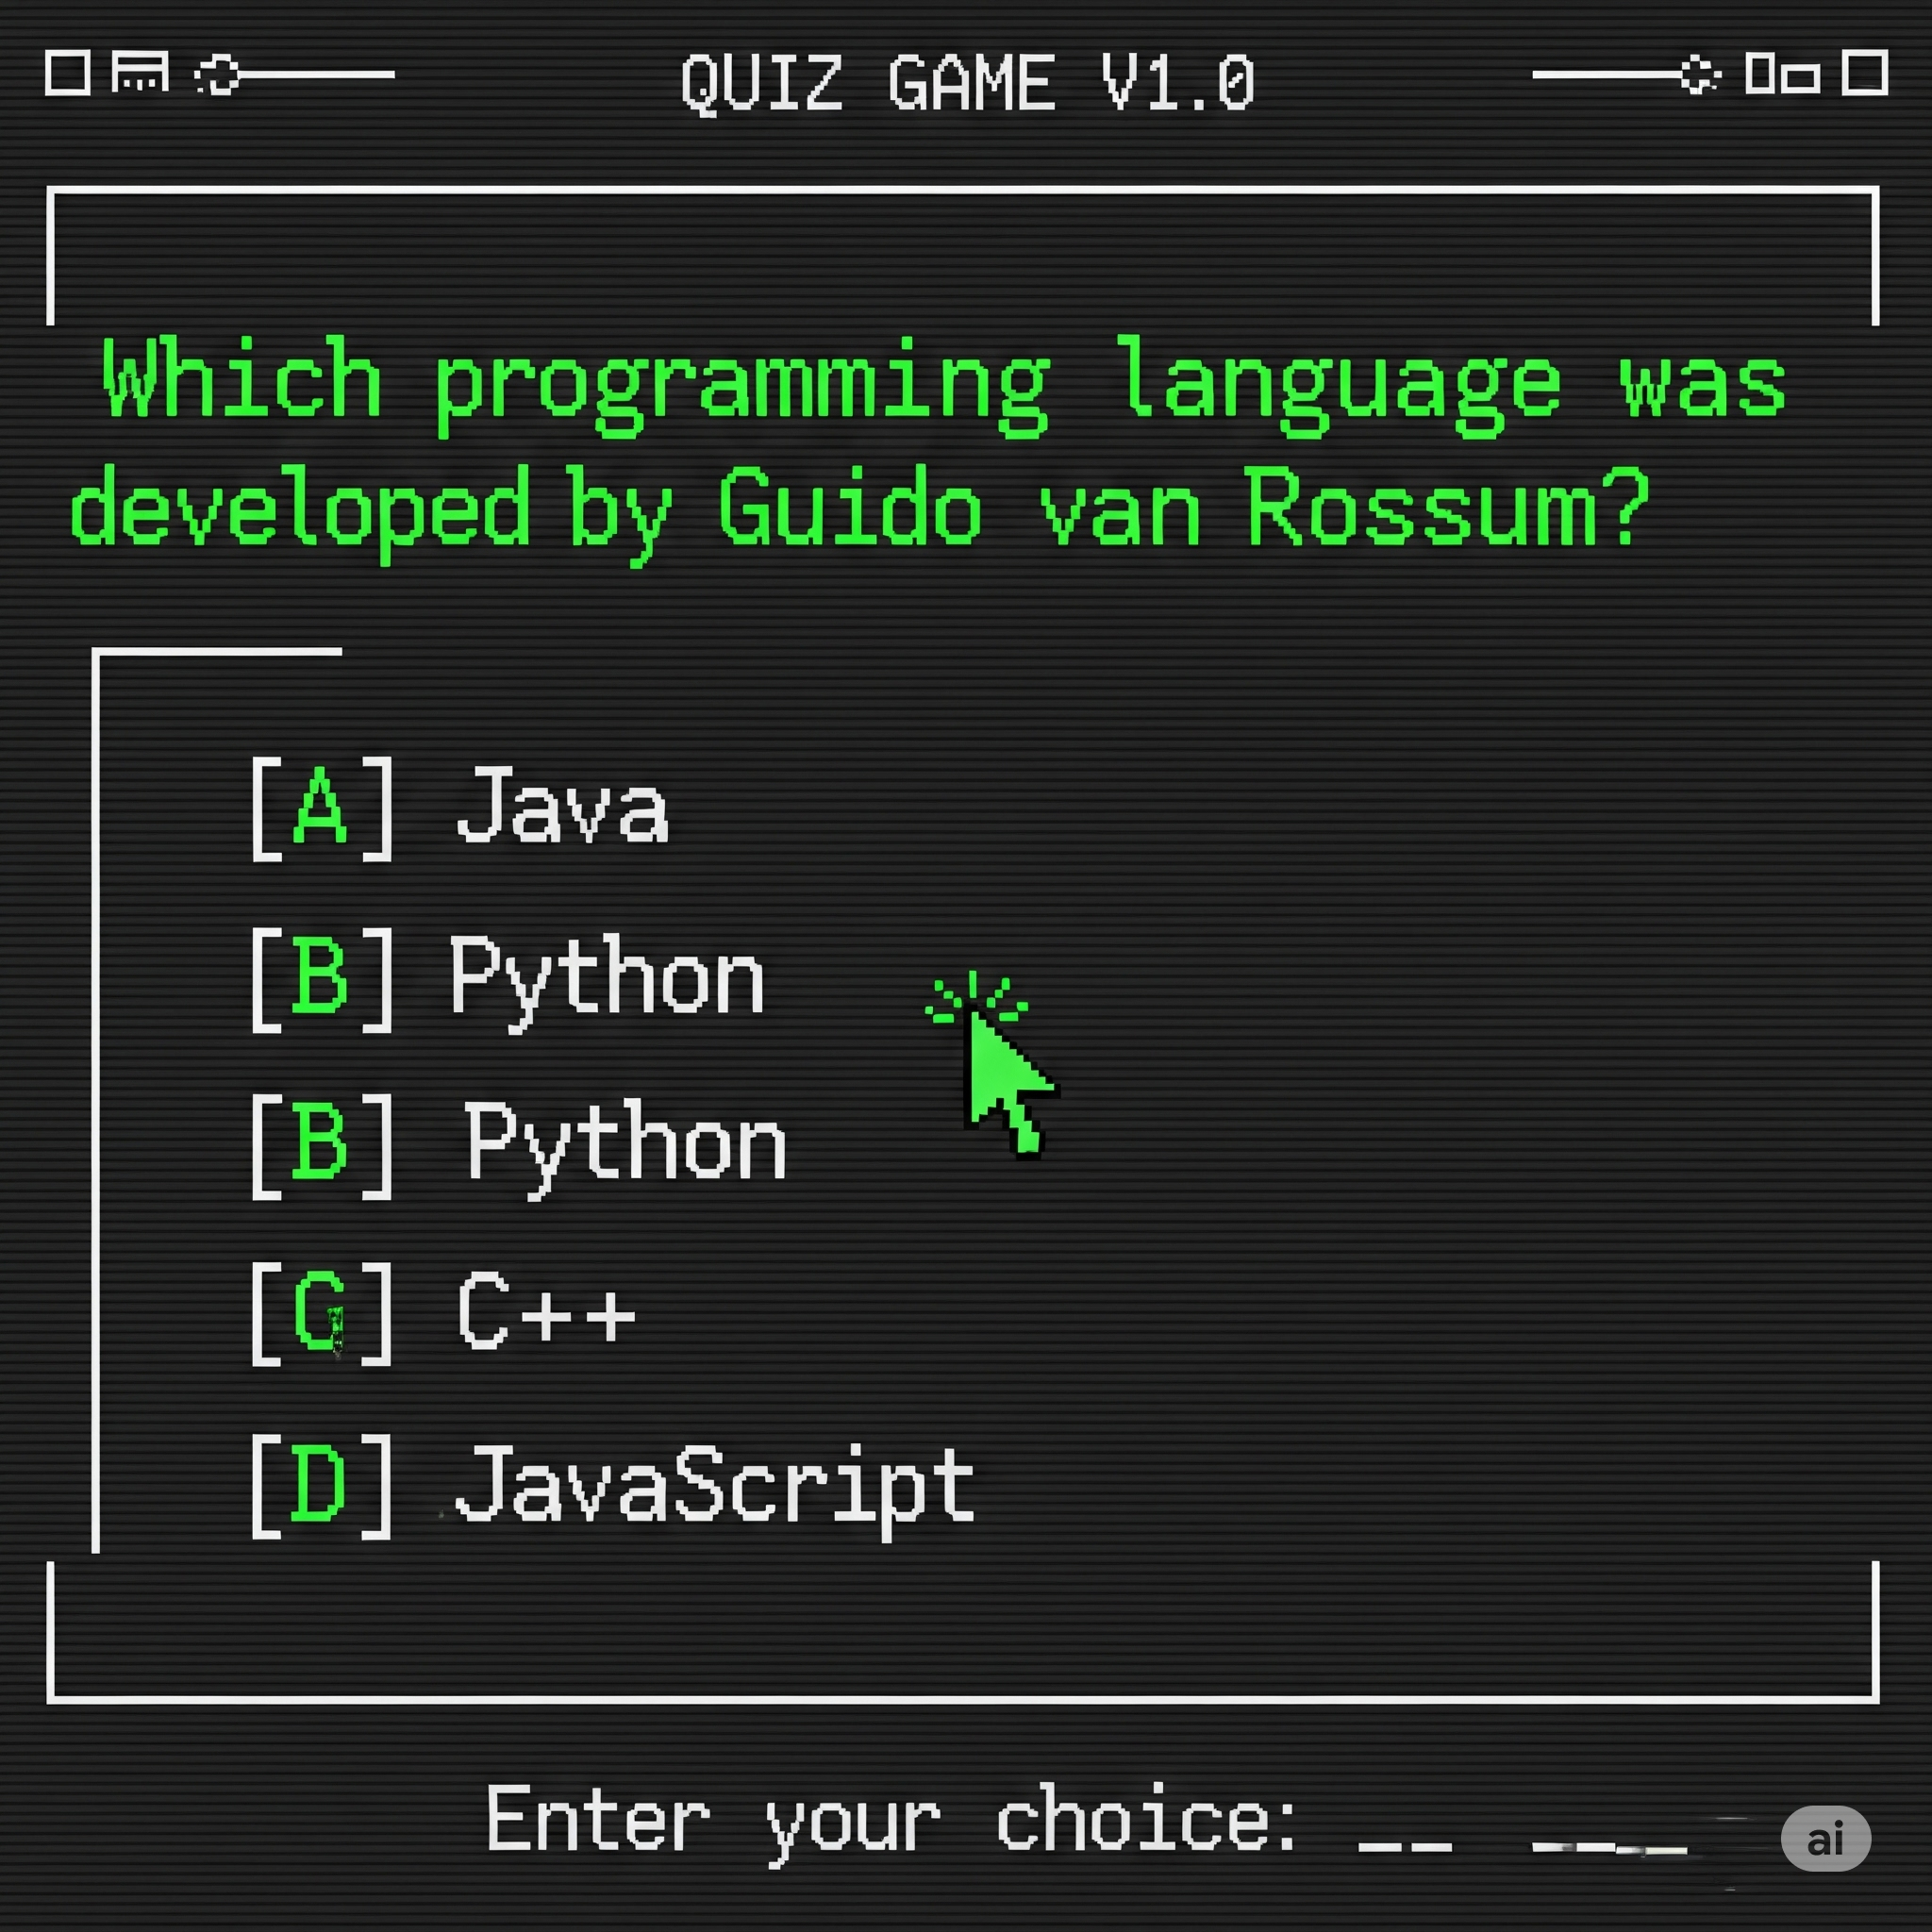 QUIZ GAME V1.0
Which programming language was
developed by Guido van Rossum?
[A] Java
[B] Python
[B] Python
[G] C++
[D] JavaScript
Enter your choice: __ __
ai